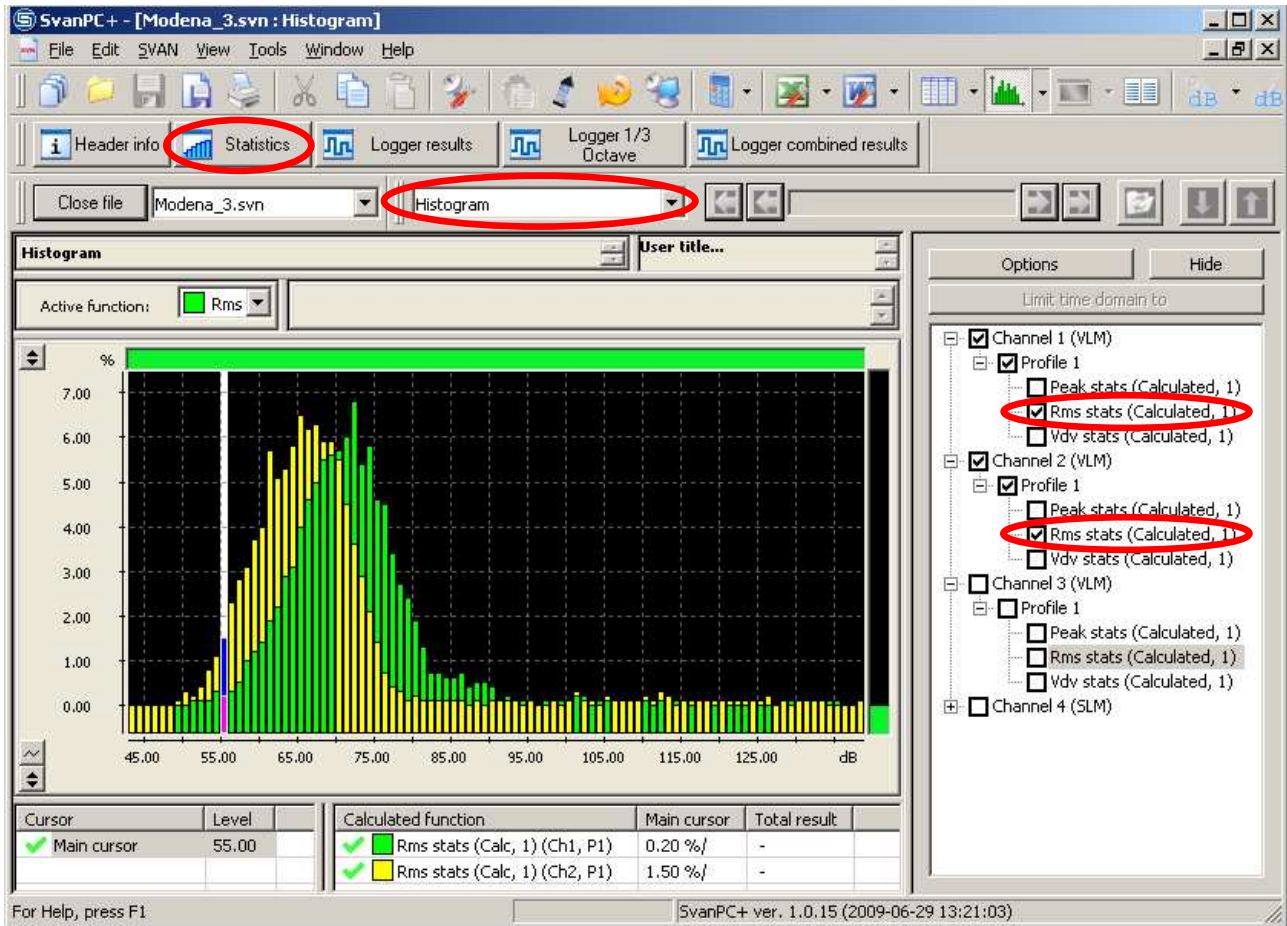 SvanPC+ - [Modena_3.svn : Histogram]
File Edit SVAN View Tools Window Help
dB dB
Header info Statistics Logger results Logger 1/3 Octave Logger combined results
Close file Modena_3.svn Histogram
Histogram User title...
Options Hide
Active function: Rms
Limit time domain to
%
7.00
6.00
5.00
4.00
3.00
2.00
1.00
0.00
45.00 55.00 65.00 75.00 85.00 95.00 105.00 115.00 125.00 dB
Channel 1 (VLM)
Profile 1
Peak stats (Calculated, 1)
Rms stats (Calculated, 1)
Vdv stats (Calculated, 1)
Channel 2 (VLM)
Profile 1
Peak stats (Calculated, 1)
Rms stats (Calculated, 1)
Vdv stats (Calculated, 1)
Channel 3 (VLM)
Profile 1
Peak stats (Calculated, 1)
Rms stats (Calculated, 1)
Vdv stats (Calculated, 1)
Channel 4 (SLM)
Cursor Level
Main cursor 55.00
Calculated function Main cursor Total result
Rms stats (Calc, 1) (Ch1, P1) 0.20 %/ -
Rms stats (Calc, 1) (Ch2, P1) 1.50 %/ -
For Help, press F1 SvanPC+ ver. 1.0.15 (2009-06-29 13:21:03)